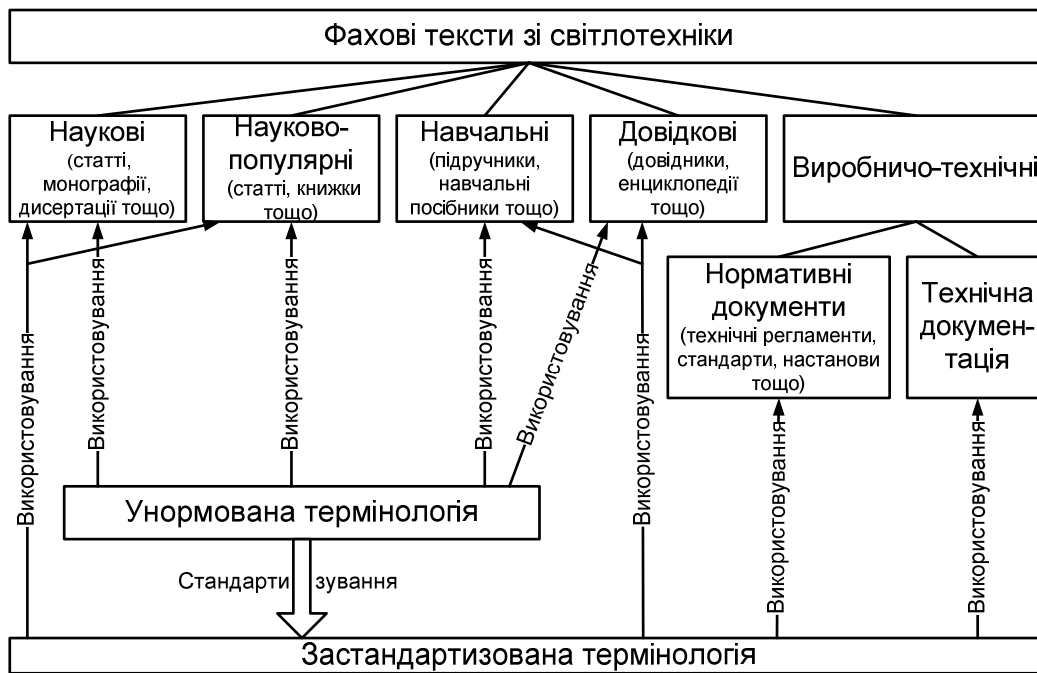 Фахові тексти зі світлотехніки
Наукові
(статті,
монографії,
дисертації тощо)
Науково-
популярні
(статті, книжки
тощо)
Навчальні
(підручники,
навчальні
посібники тощо)
Довідкові
(довідники,
енциклопедії
тощо)
Виробничо-технічні
Нормативні
документи
(технічні регламенти,
стандарти, настанови
тощо)
Технічна
докумен-
тація
Використовування
Використовування
Використовування
Використовування
Використовування
Використовування
Використовування
Використовування
Унормована термінологія
Стандарти зування
Застандартизована термінологія